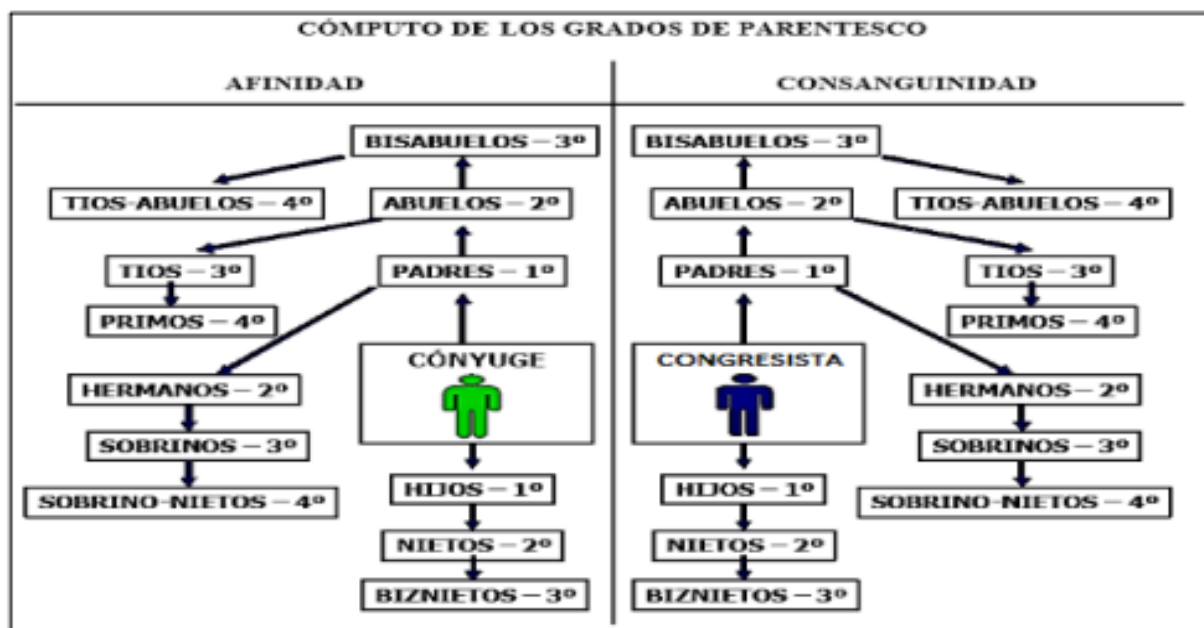 CÓMPUTO DE LOS GRADOS DE PARENTESCO
AFINIDAD
CONSANGUINIDAD
BISABUELOS – 3º
TIOS-ABUELOS – 4º
ABUELOS – 2º
TIOS – 3º
PADRES – 1º
PRIMOS – 4º
CÓNYUGE
HERMANOS – 2º
SOBRINOS – 3º
SOBRINO-NIETOS – 4º
HIJOS – 1º
NIETOS – 2º
BIZNIETOS – 3º
BISABUELOS – 3º
ABUELOS – 2º
TIOS-ABUELOS – 4º
PADRES – 1º
TIOS – 3º
PRIMOS – 4º
CONGRESISTA
HERMANOS – 2º
SOBRINOS – 3º
SOBRINO-NIETOS – 4º
HIJOS – 1º
NIETOS – 2º
BIZNIETOS – 3º